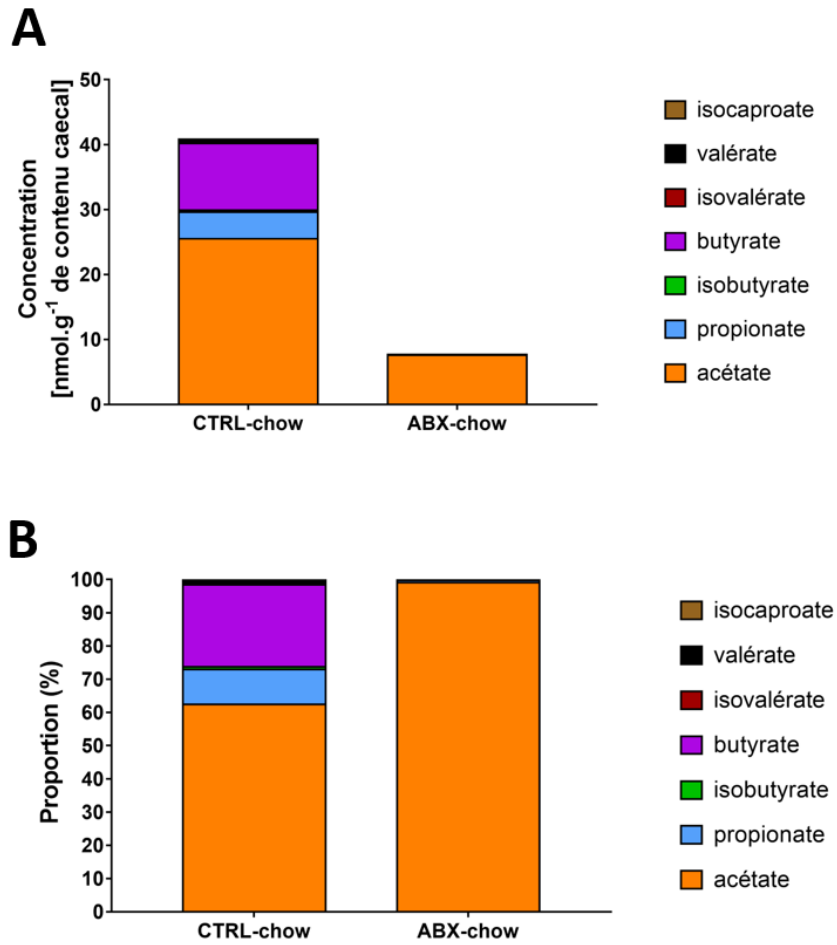 A
Concentration
[nmol.g⁻¹ de contenu caecal]
50
40
30
20
10
0
CTRL-chow ABX-chow
isocaproate
valérate
isovalérate
butyrate
isobutyrate
propionate
acétate
B
Proportion (%)
100
90
80
70
60
50
40
30
20
10
0
CTRL-chow ABX-chow
isocaproate
valérate
isovalérate
butyrate
isobutyrate
propionate
acétate